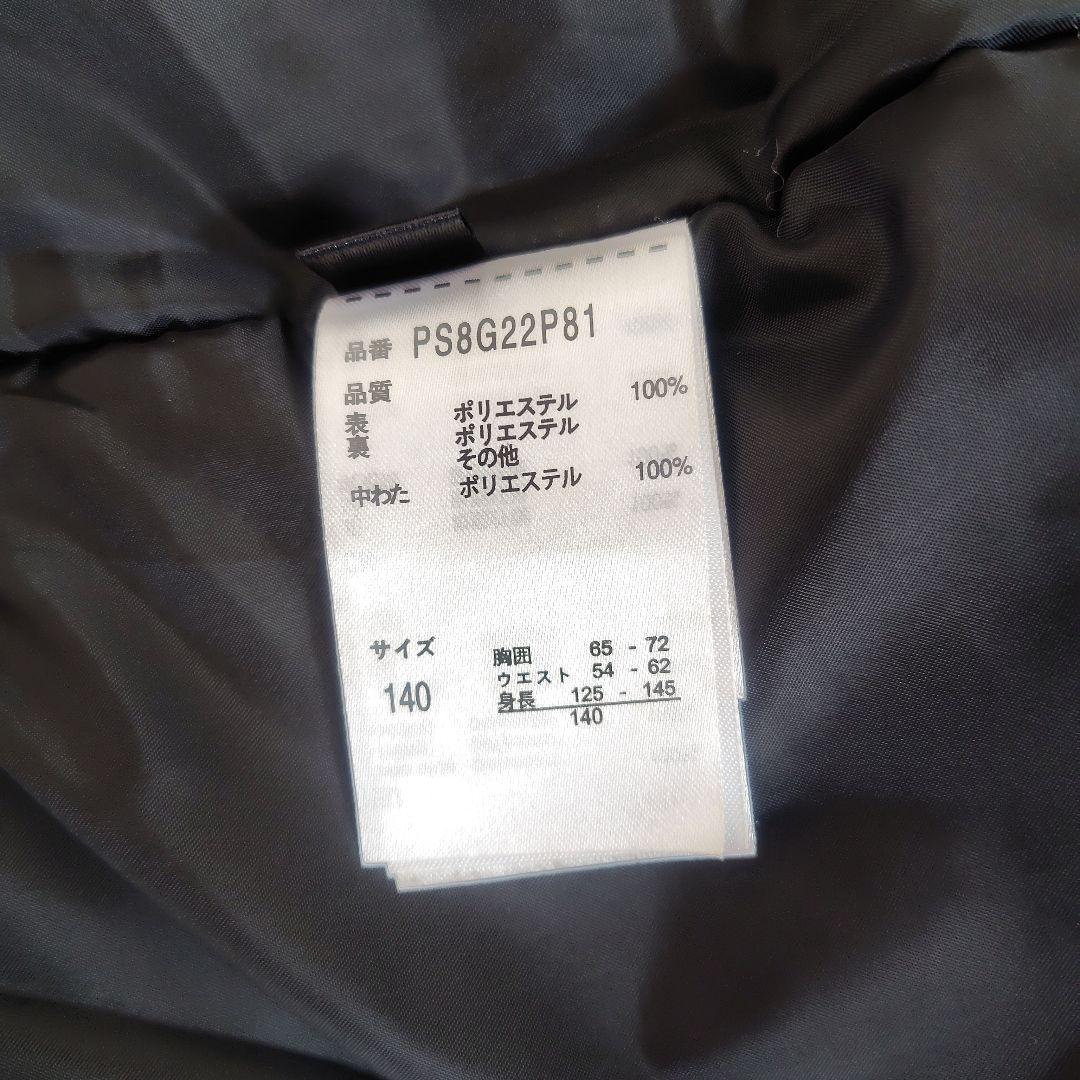 品番 PS8G22P81
品質
表 ポリエステル 100%
裏 ポリエステル
その他
中わた ポリエステル 100%
サイズ
140
胸囲 65 - 72
ウエスト 54 - 62
身長 125 - 145
140